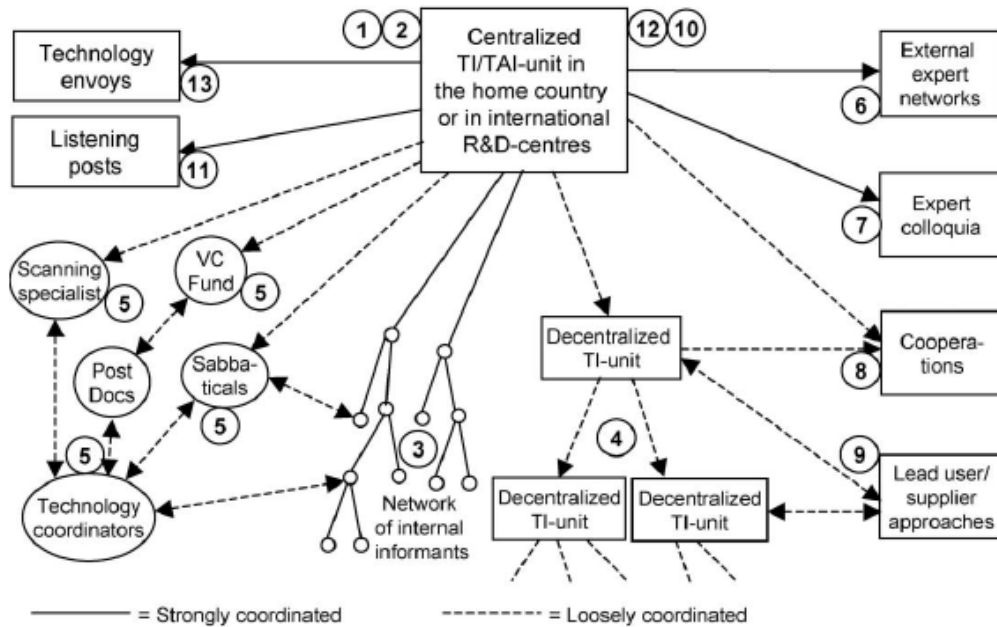 1
2
Centralized
TI/TAI-unit in
the home country
or in international
R&D-centres
12
10
Technology
envoys
13
External
expert
networks
6
Listening
posts
11
Expert
colloquia
7
Scanning
specialist
5
VC
Fund
5
Decentralized
TI-unit
Coopera-
tions
8
Post
Docs
Sabba-
ticals
5
5
Technology
coordinators
3
Network
of internal
informants
4
Decentralized
TI-unit
Decentralized
TI-unit
9
Lead user/
supplier
approaches
= Strongly coordinated
= Loosely coordinated